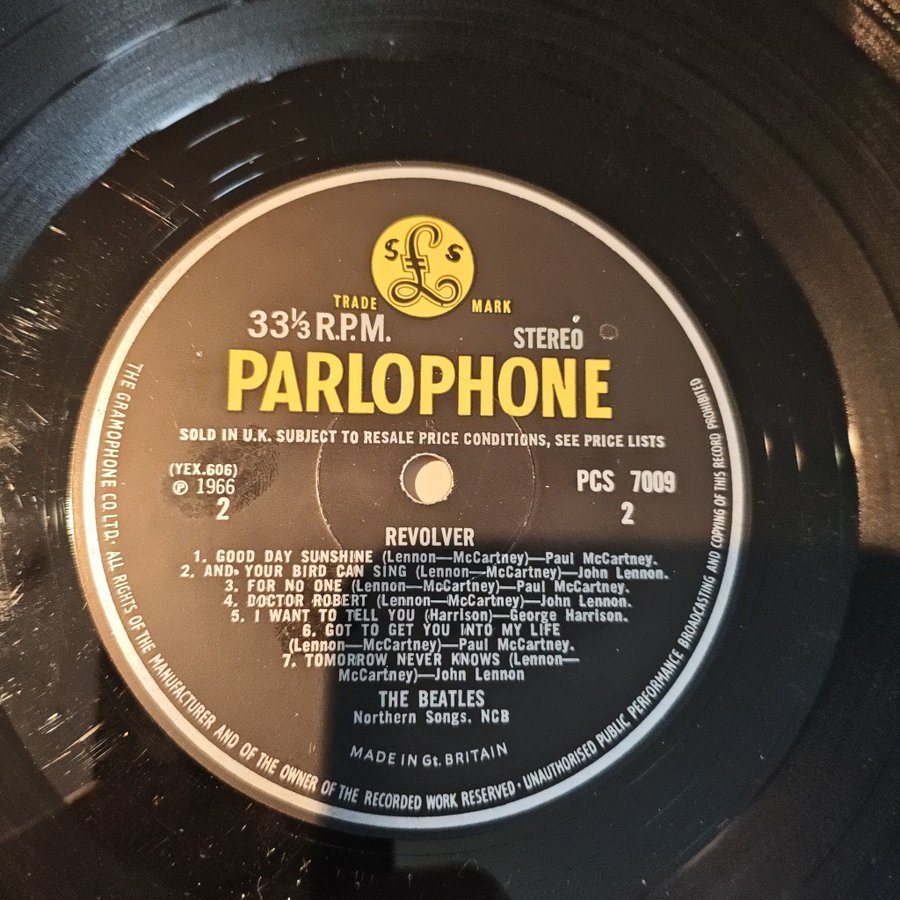 S £ S
TRADE MARK
33⅓ R.P.M. STEREO
PARLOPHONE
SOLD IN U.K. SUBJECT TO RESALE PRICE CONDITIONS, SEE PRICE LISTS
(YEX.606)
℗ 1966 PCS 7009
2 2
REVOLVER
1. GOOD DAY SUNSHINE (Lennon—McCartney)—Paul McCartney.
2. AND YOUR BIRD CAN SING (Lennon—McCartney)—John Lennon.
3. FOR NO ONE (Lennon—McCartney)—Paul McCartney.
4. DOCTOR ROBERT (Lennon—McCartney)—John Lennon.
5. I WANT TO TELL YOU (Harrison)—George Harrison.
6. GOT TO GET YOU INTO MY LIFE
(Lennon—McCartney)—Paul McCartney.
7. TOMORROW NEVER KNOWS (Lennon—
McCartney)—John Lennon
THE BEATLES
Northern Songs. NCB
MADE IN Gt. BRITAIN
THE GRAMOPHONE CO. LTD. · ALL RIGHTS OF THE MANUFACTURER AND OF THE OWNER OF THE RECORDED WORK RESERVED · UNAUTHORISED PUBLIC PERFORMANCE BROADCASTING AND COPYING OF THIS RECORD PROHIBITED